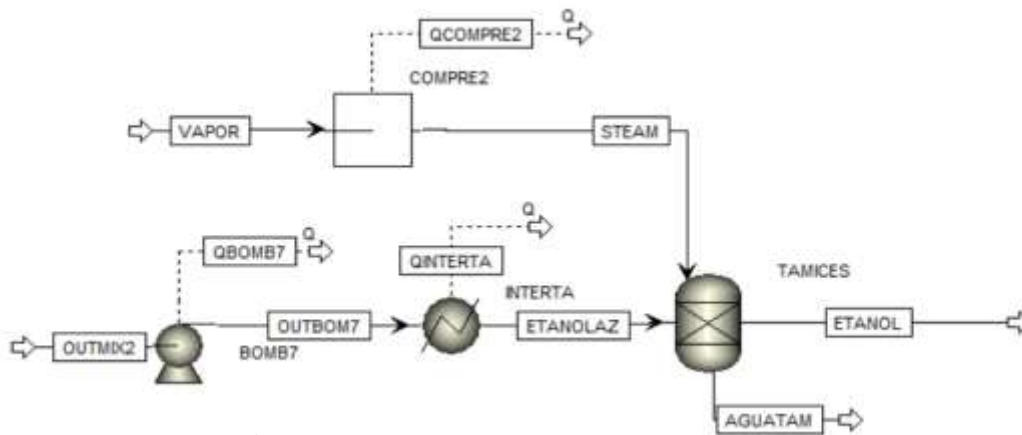 Q
QCOMPRE2
COMPRE2
VAPOR
STEAM
Q
Q
QBOMB7
QINTERTA
TAMICES
INTERTA
OUTBOM7
ETANOLAZ
ETANOL
OUTMIX2
BOMB7
AGUATAM